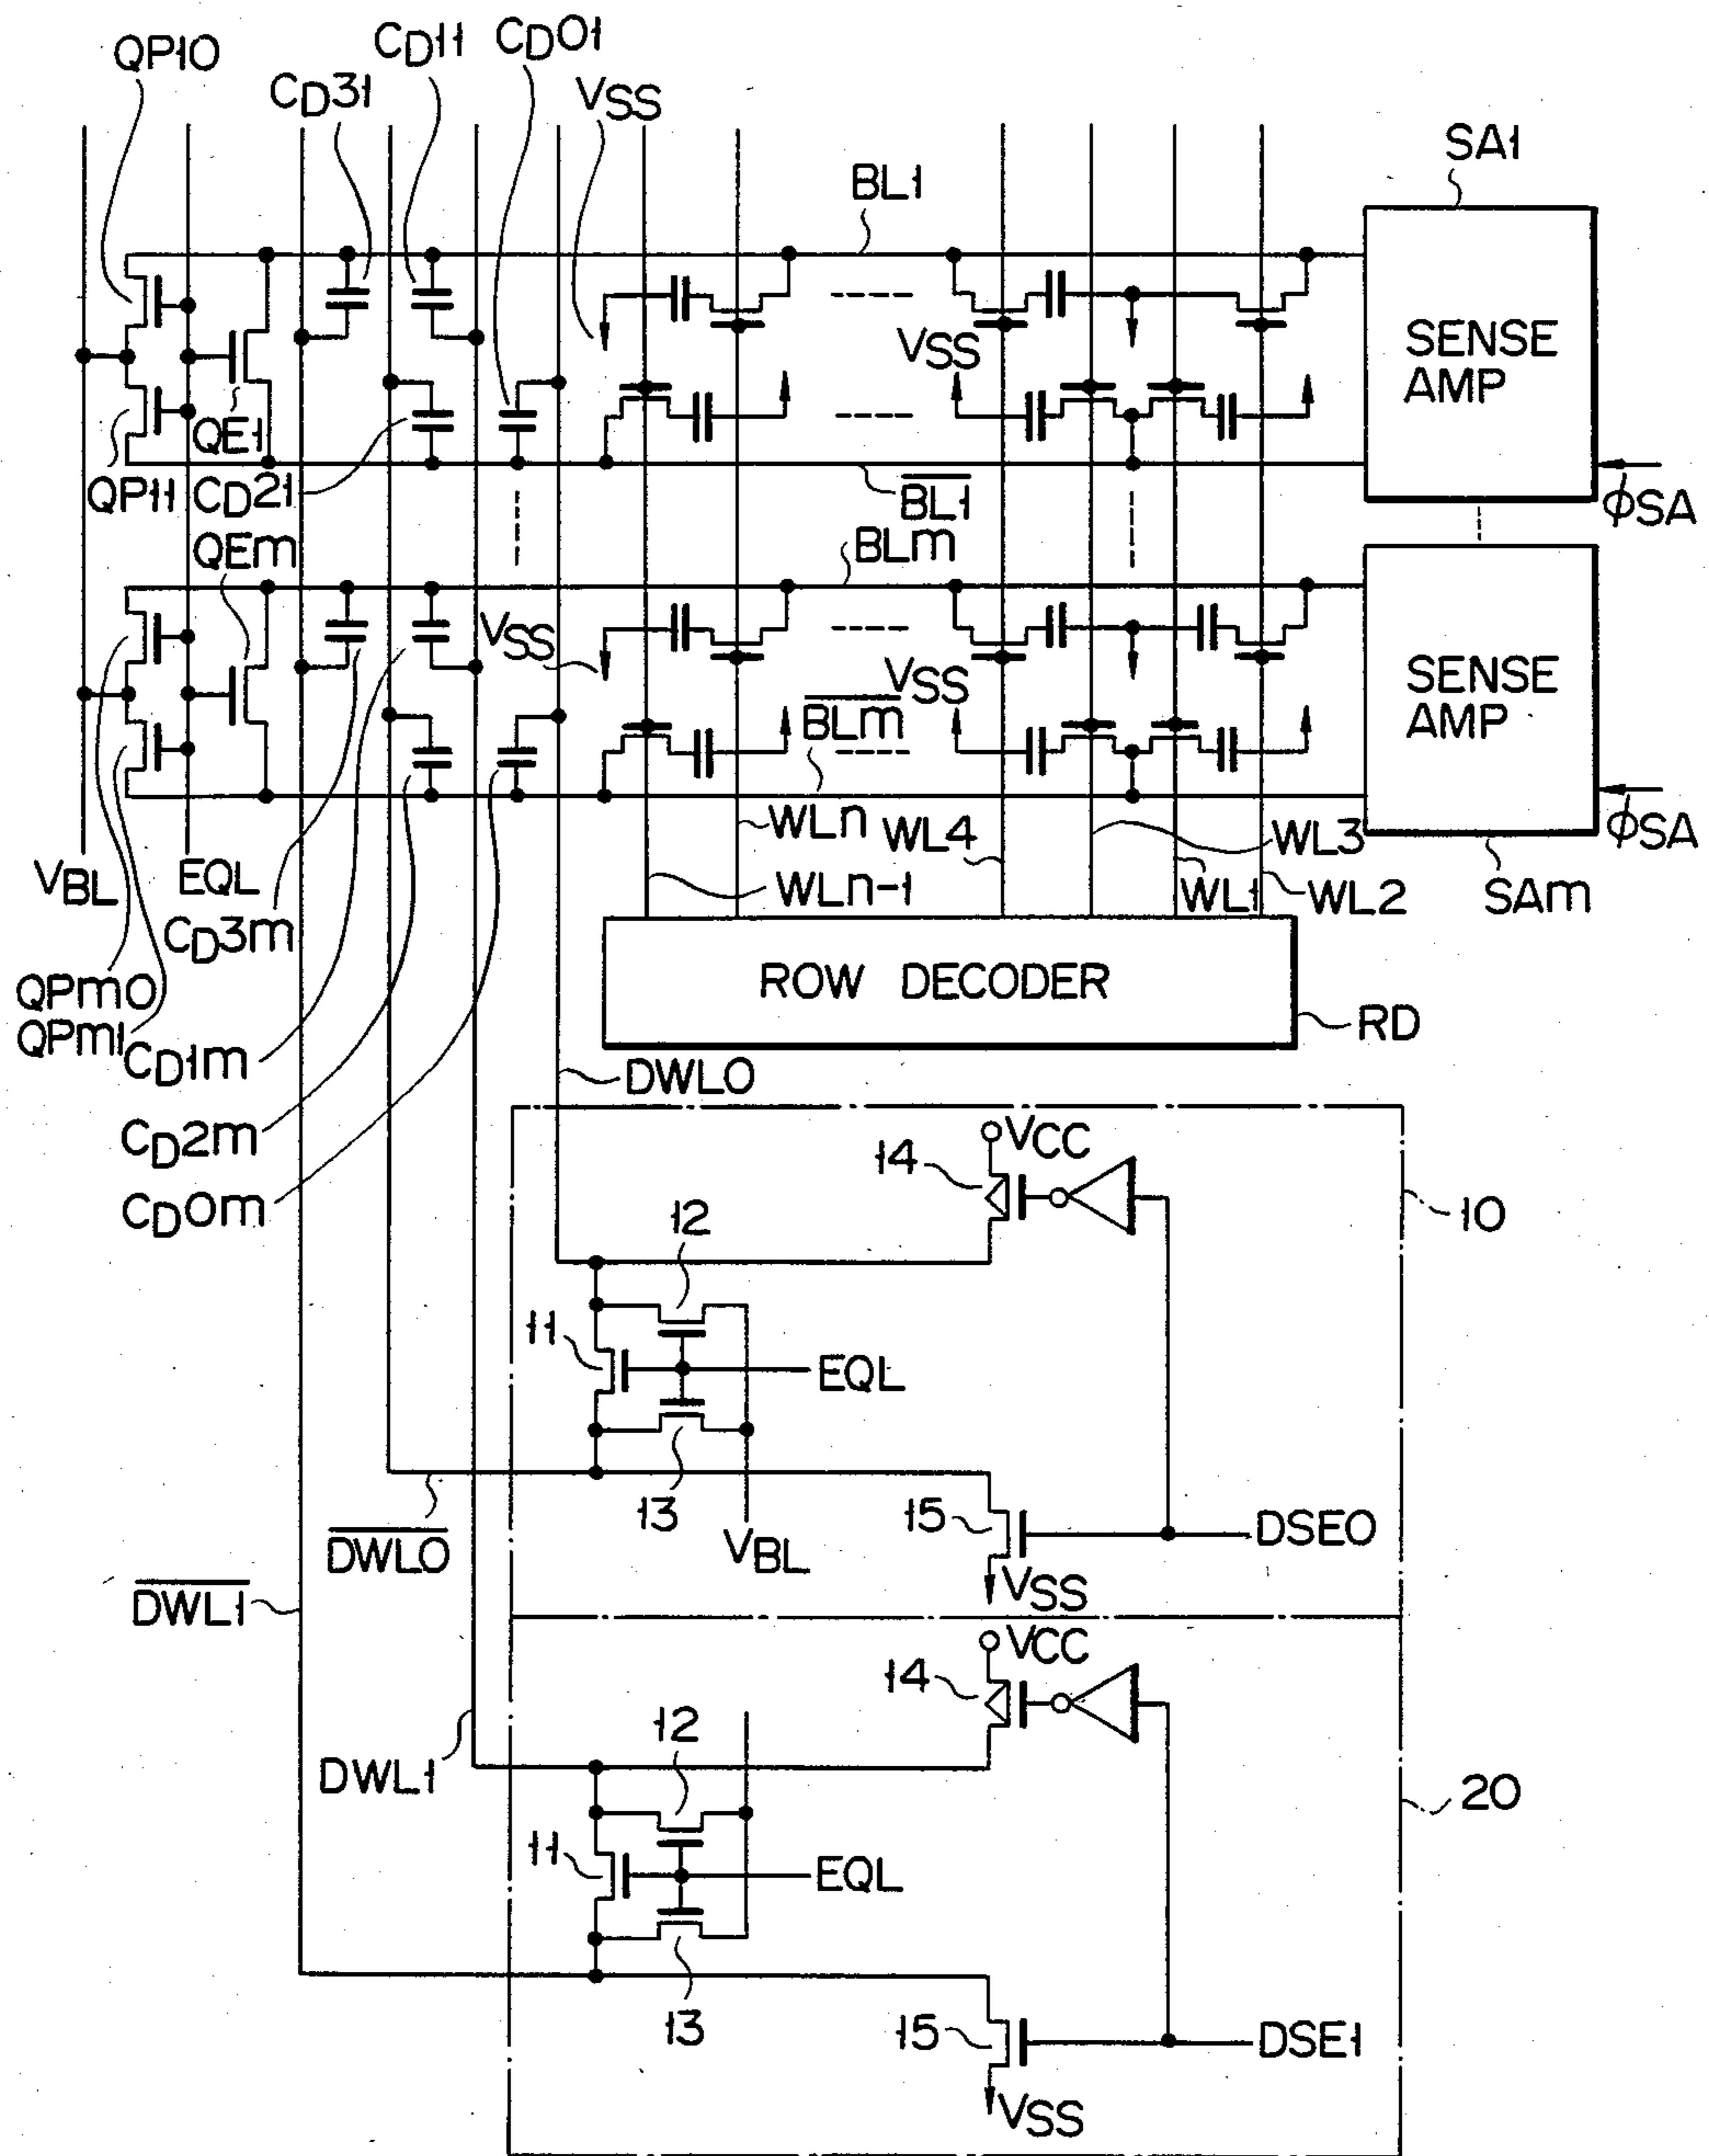 CD11 CD01
QP10
CD31 VSS
SA1
BL1
SENSE AMP
VSS
QE1
QP11 CD21
BL1
φSA
QEm
BLm
VSS
VSS
SENSE AMP
BLm
φSA
WLn WL4 WL3
VBL EQL
WLn-1 WL1 WL2 SAm
CD3m
QPm0
ROW DECODER
RD
QPm1
CD1m
DWL0
CD2m
VCC
14
10
CD0m
12
11
EQL
13
15
DSE0
DWL0
VBL
VSS
DWL1
VCC
14
12
DWL1
20
11
EQL
13
15
DSE1
VSS